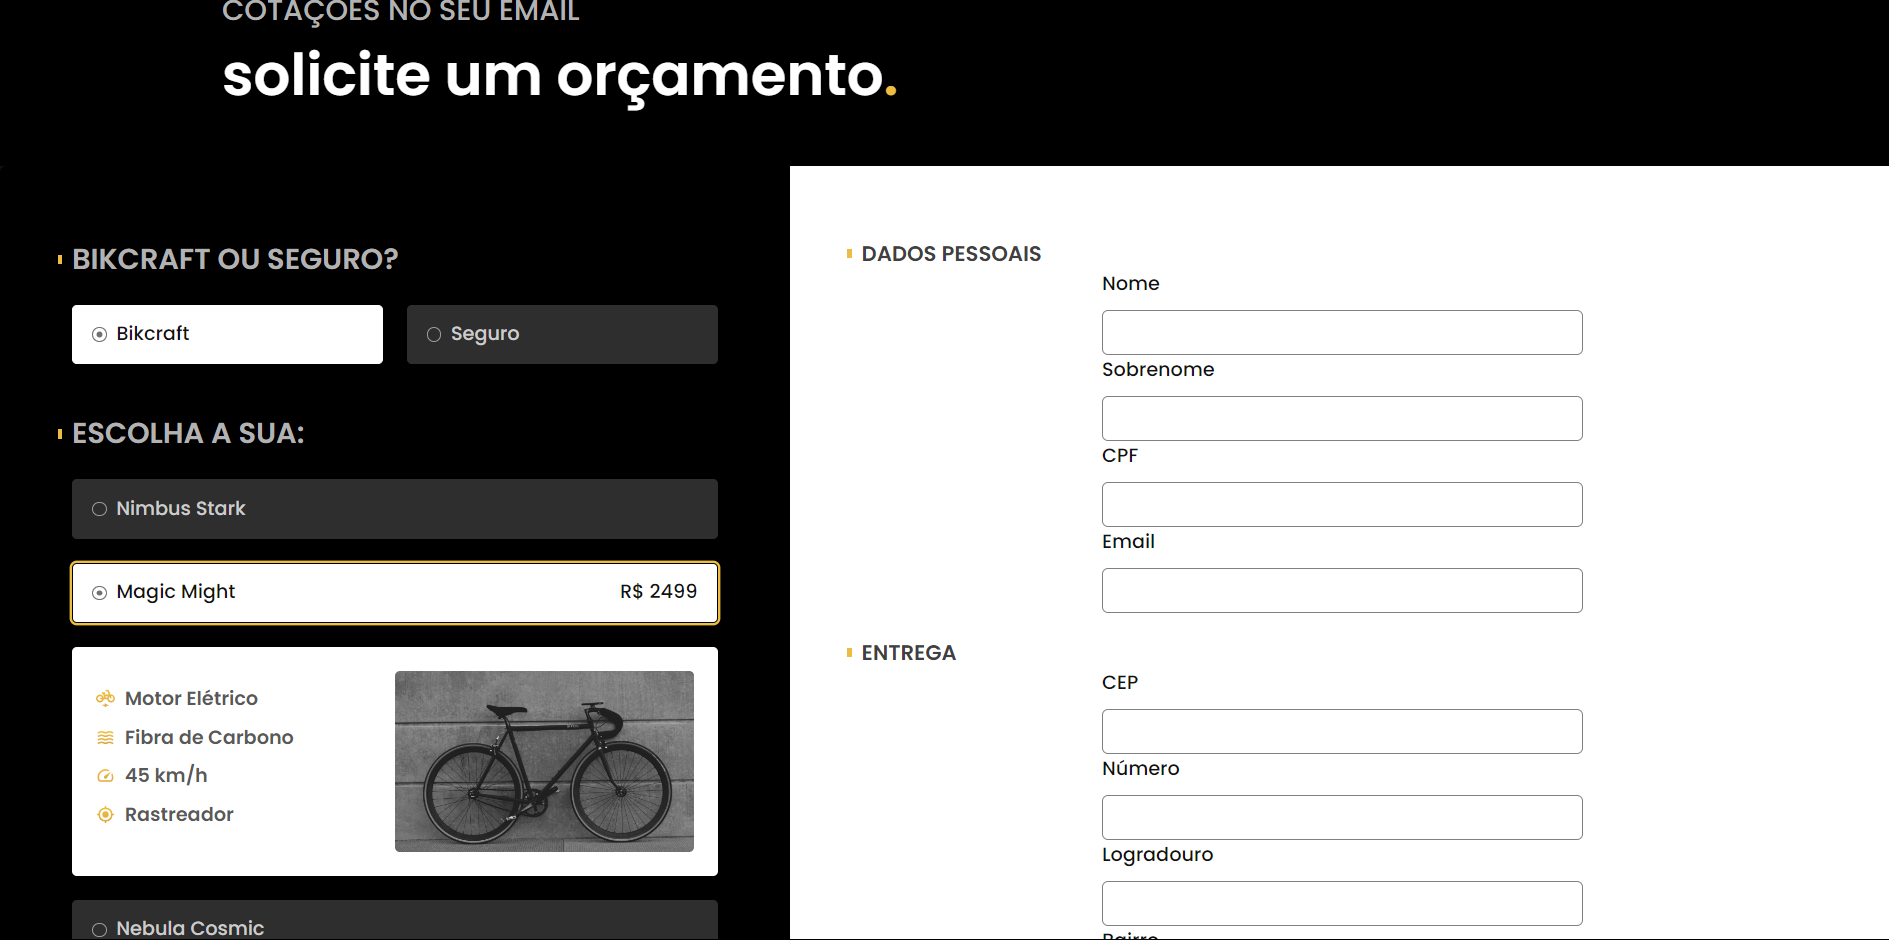 COTAÇÕES NO SEU EMAIL
solicite um orçamento.
BIKCRAFT OU SEGURO?
Bikcraft
Seguro
ESCOLHA A SUA:
Nimbus Stark
Magic Might
R$ 2499
Motor Elétrico
Fibra de Carbono
45 km/h
Rastreador
Nebula Cosmic
DADOS PESSOAIS
Nome
Sobrenome
CPF
Email
ENTREGA
CEP
Número
Logradouro
Bairro